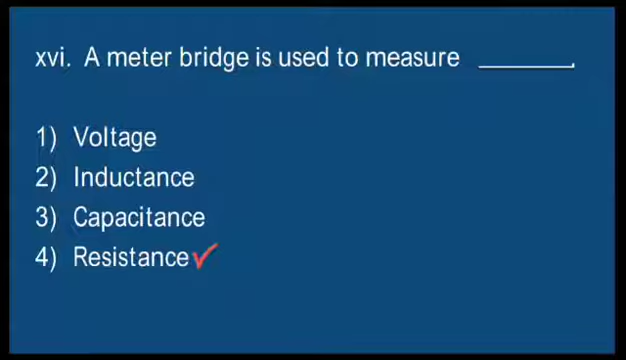 xvi. A meter bridge is used to measure ________.
1) Voltage
2) Inductance
3) Capacitance
4) Resistance✓